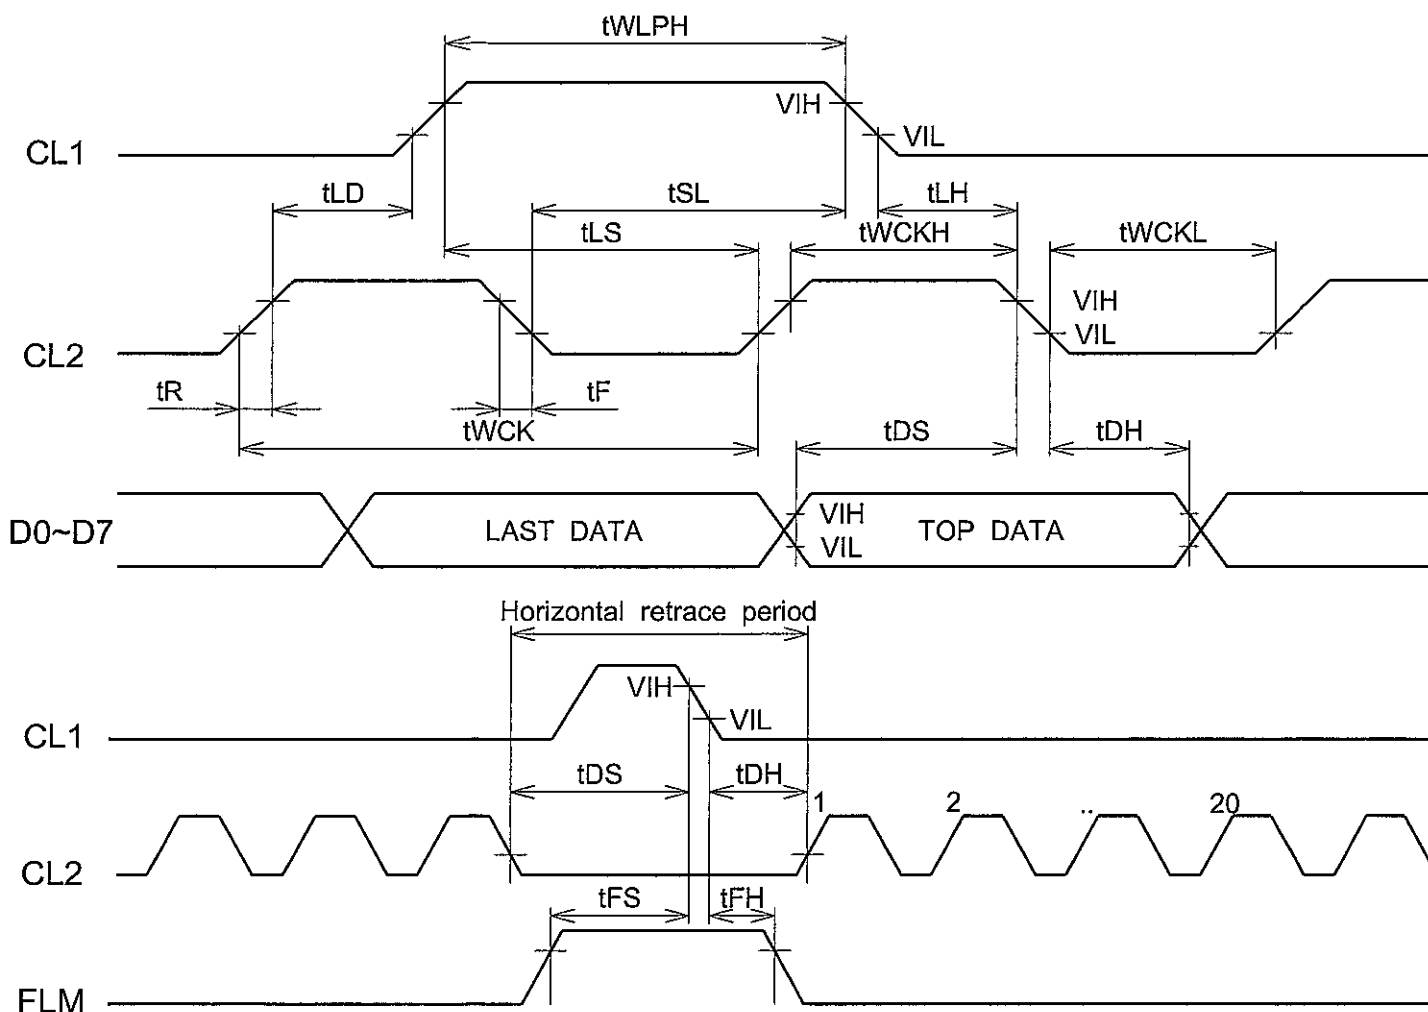 tWLPH
VIH
CL1
VIL
tLD
tSL
tLH
tLS
tWCKH
tWCKL
VIH
CL2
VIL
tR
tF
tWCK
tDS
tDH
D0~D7
LAST DATA
VIH
VIL
TOP DATA
Horizontal retrace period
VIH
CL1
VIL
tDS
tDH
1
2
..
20
CL2
tFS
tFH
FLM